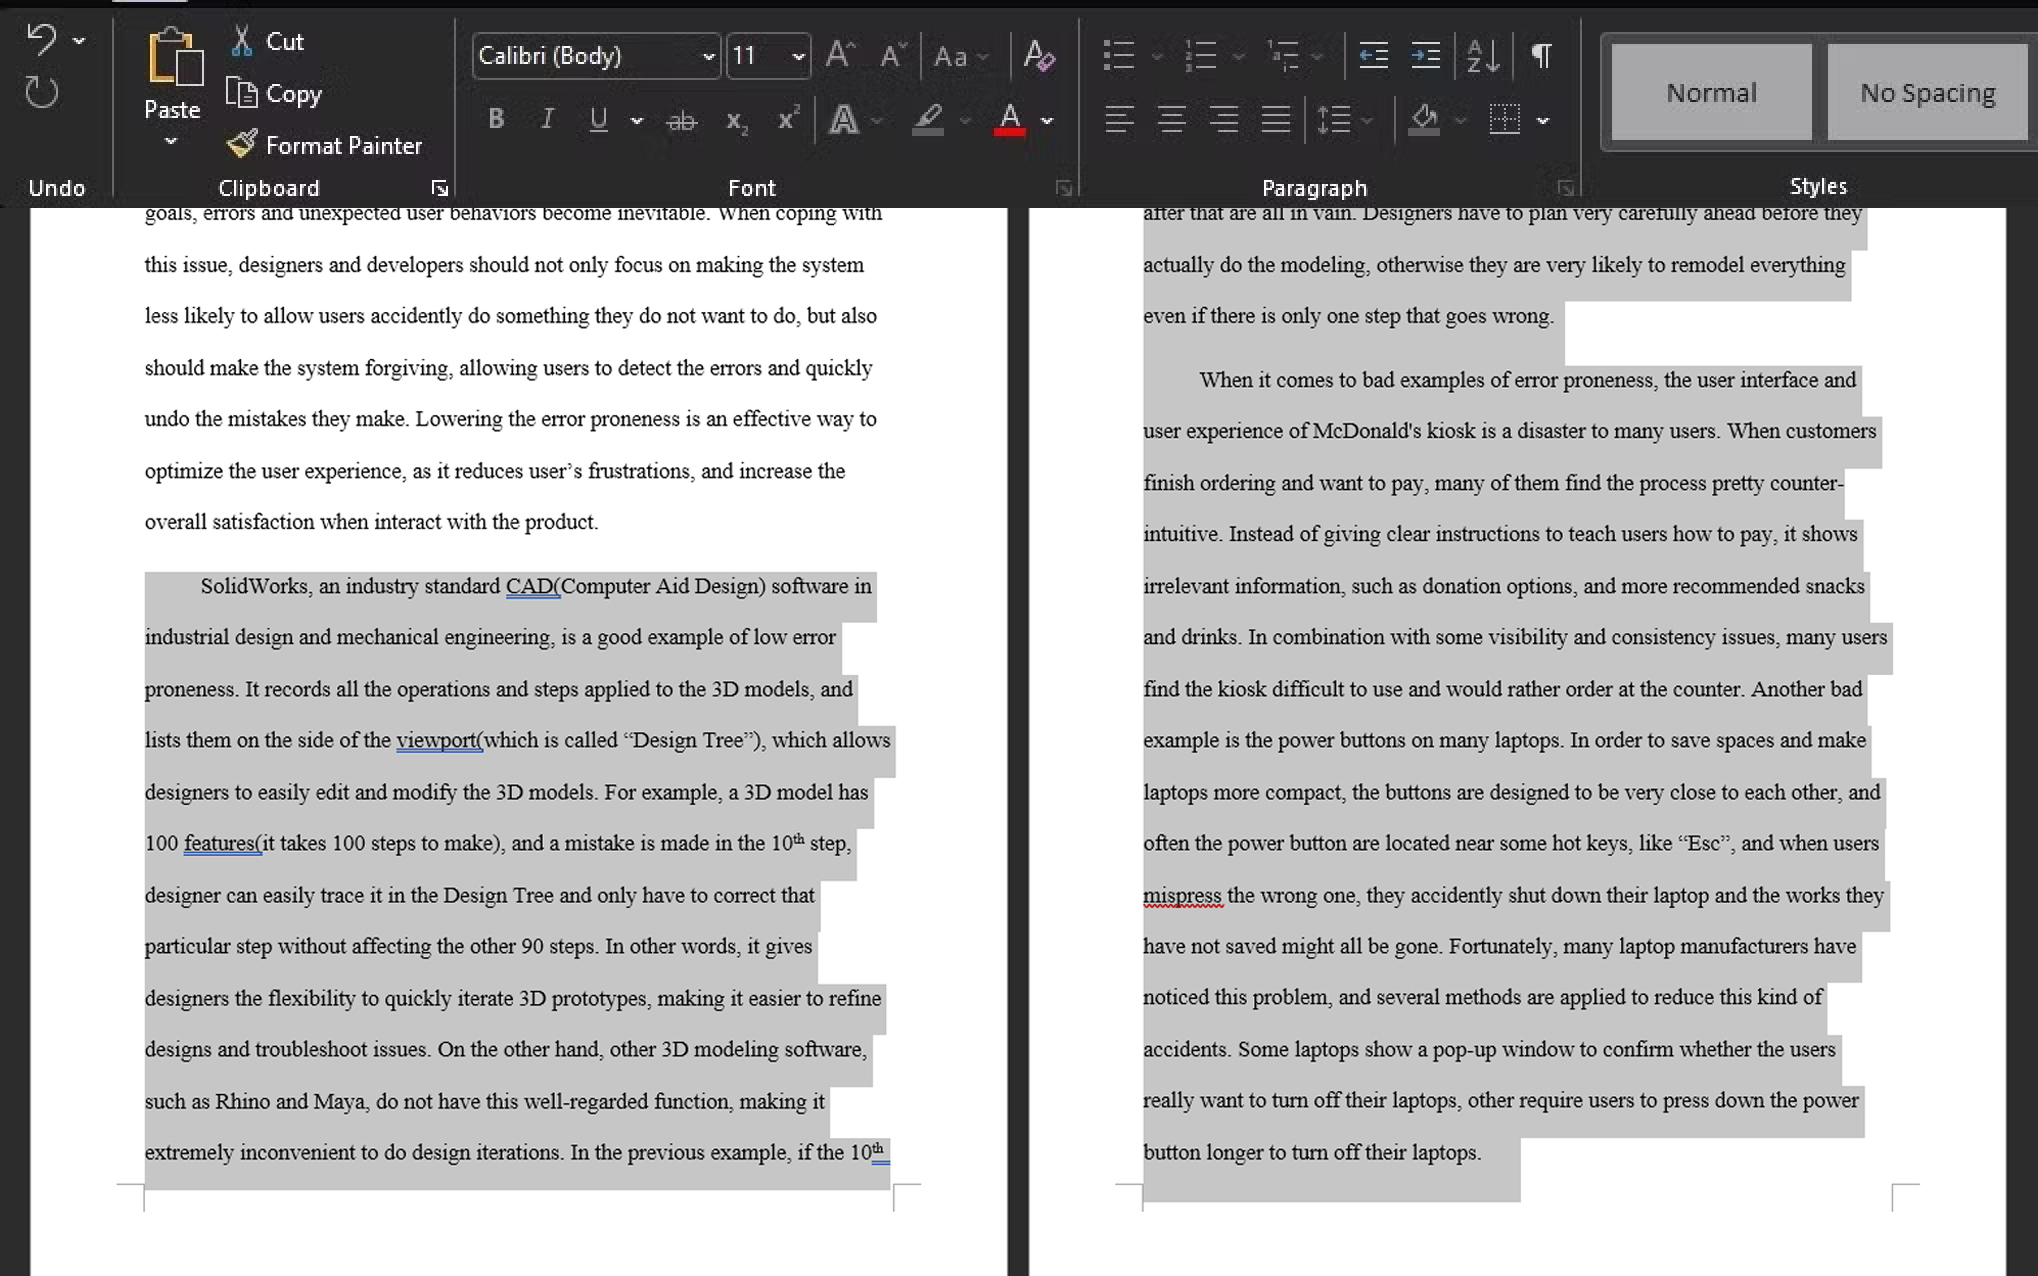 Cut
Copy
Paste
Format Painter
Undo
Clipboard
Calibri (Body)
11
Aa
B I U ab x₂ x² A A
Font
Paragraph
Normal
No Spacing
Styles
goals, errors and unexpected user behaviors become inevitable. When coping with
this issue, designers and developers should not only focus on making the system
less likely to allow users accidently do something they do not want to do, but also
should make the system forgiving, allowing users to detect the errors and quickly
undo the mistakes they make. Lowering the error proneness is an effective way to
optimize the user experience, as it reduces user’s frustrations, and increase the
overall satisfaction when interact with the product.
SolidWorks, an industry standard CAD(Computer Aid Design) software in
industrial design and mechanical engineering, is a good example of low error
proneness. It records all the operations and steps applied to the 3D models, and
lists them on the side of the viewport(which is called “Design Tree”), which allows
designers to easily edit and modify the 3D models. For example, a 3D model has
100 features(it takes 100 steps to make), and a mistake is made in the 10th step,
designer can easily trace it in the Design Tree and only have to correct that
particular step without affecting the other 90 steps. In other words, it gives
designers the flexibility to quickly iterate 3D prototypes, making it easier to refine
designs and troubleshoot issues. On the other hand, other 3D modeling software,
such as Rhino and Maya, do not have this well-regarded function, making it
extremely inconvenient to do design iterations. In the previous example, if the 10th
after that are all in vain. Designers have to plan very carefully ahead before they
actually do the modeling, otherwise they are very likely to remodel everything
even if there is only one step that goes wrong.
When it comes to bad examples of error proneness, the user interface and
user experience of McDonald's kiosk is a disaster to many users. When customers
finish ordering and want to pay, many of them find the process pretty counter-
intuitive. Instead of giving clear instructions to teach users how to pay, it shows
irrelevant information, such as donation options, and more recommended snacks
and drinks. In combination with some visibility and consistency issues, many users
find the kiosk difficult to use and would rather order at the counter. Another bad
example is the power buttons on many laptops. In order to save spaces and make
laptops more compact, the buttons are designed to be very close to each other, and
often the power button are located near some hot keys, like “Esc”, and when users
mispress the wrong one, they accidently shut down their laptop and the works they
have not saved might all be gone. Fortunately, many laptop manufacturers have
noticed this problem, and several methods are applied to reduce this kind of
accidents. Some laptops show a pop-up window to confirm whether the users
really want to turn off their laptops, other require users to press down the power
button longer to turn off their laptops.